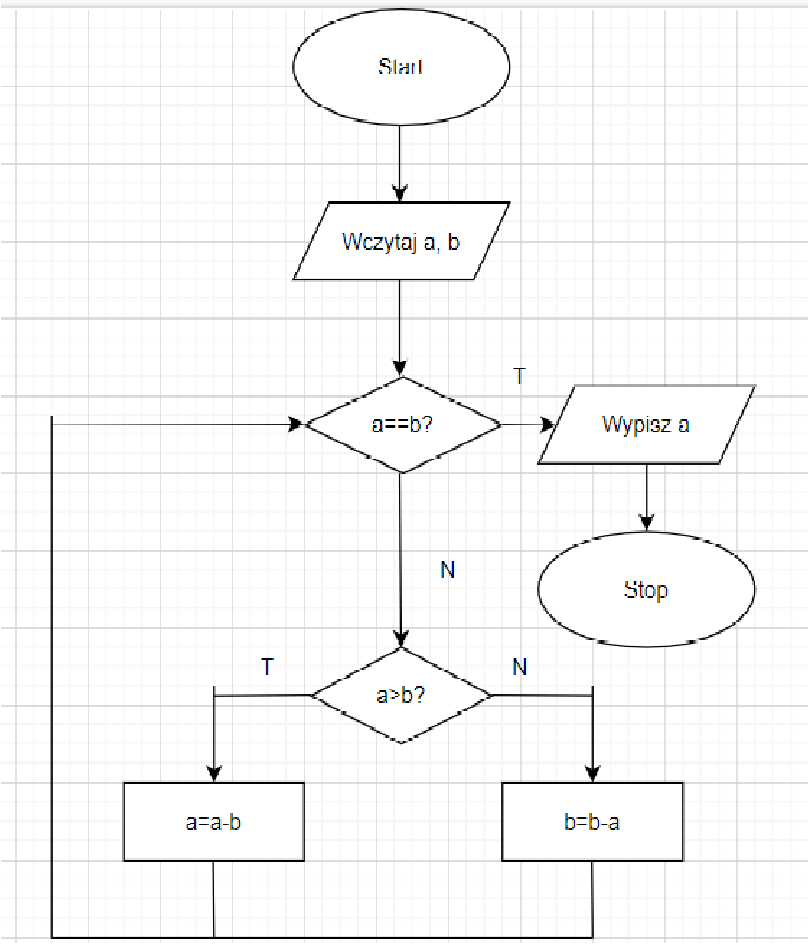 Start
Wczytaj a, b
T
a==b?
Wypisz a
N
Stop
T
N
a>b?
a=a-b
b=b-a